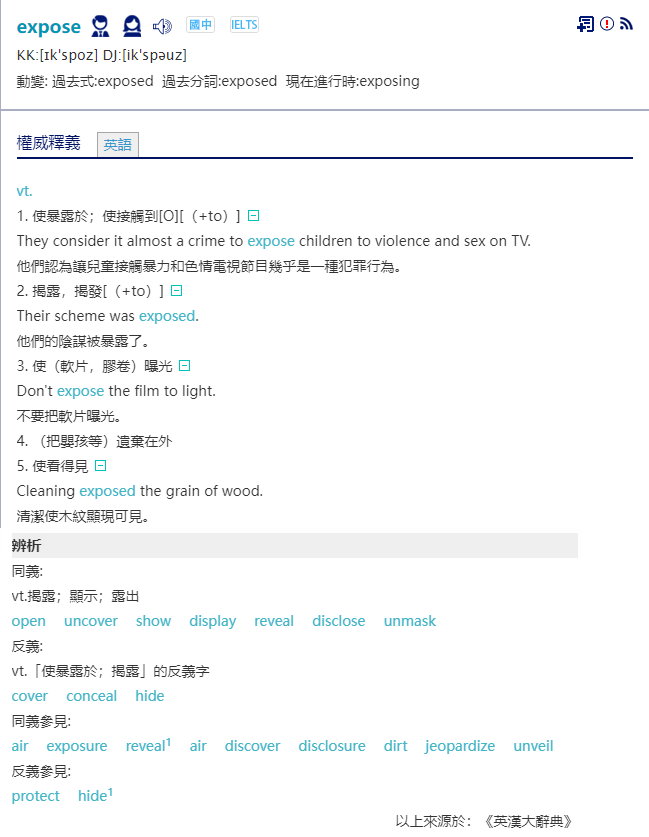 expose 國中 IELTS
KK:[ɪk'spoz] DJ:[ik'spəuz]
動變: 過去式:exposed 過去分詞:exposed 現在進行時:exposing
權威釋義 英語
vt.
1. 使暴露於；使接觸到[O][（+to）]
They consider it almost a crime to expose children to violence and sex on TV.
他們認為讓兒童接觸暴力和色情電視節目幾乎是一種犯罪行為。
2. 揭露，揭發[（+to）]
Their scheme was exposed.
他們的陰謀被暴露了。
3. 使（軟片，膠卷）曝光
Don't expose the film to light.
不要把軟片曝光。
4. （把嬰孩等）遺棄在外
5. 使看得見
Cleaning exposed the grain of wood.
清潔使木紋顯現可見。
辨析
同義:
vt.揭露；顯示；露出
open uncover show display reveal disclose unmask
反義:
vt.「使暴露於；揭露」的反義字
cover conceal hide
同義參見:
air exposure reveal¹ air discover disclosure dirt jeopardize unveil
反義參見:
protect hide¹
以上來源於：《英漢大辭典》